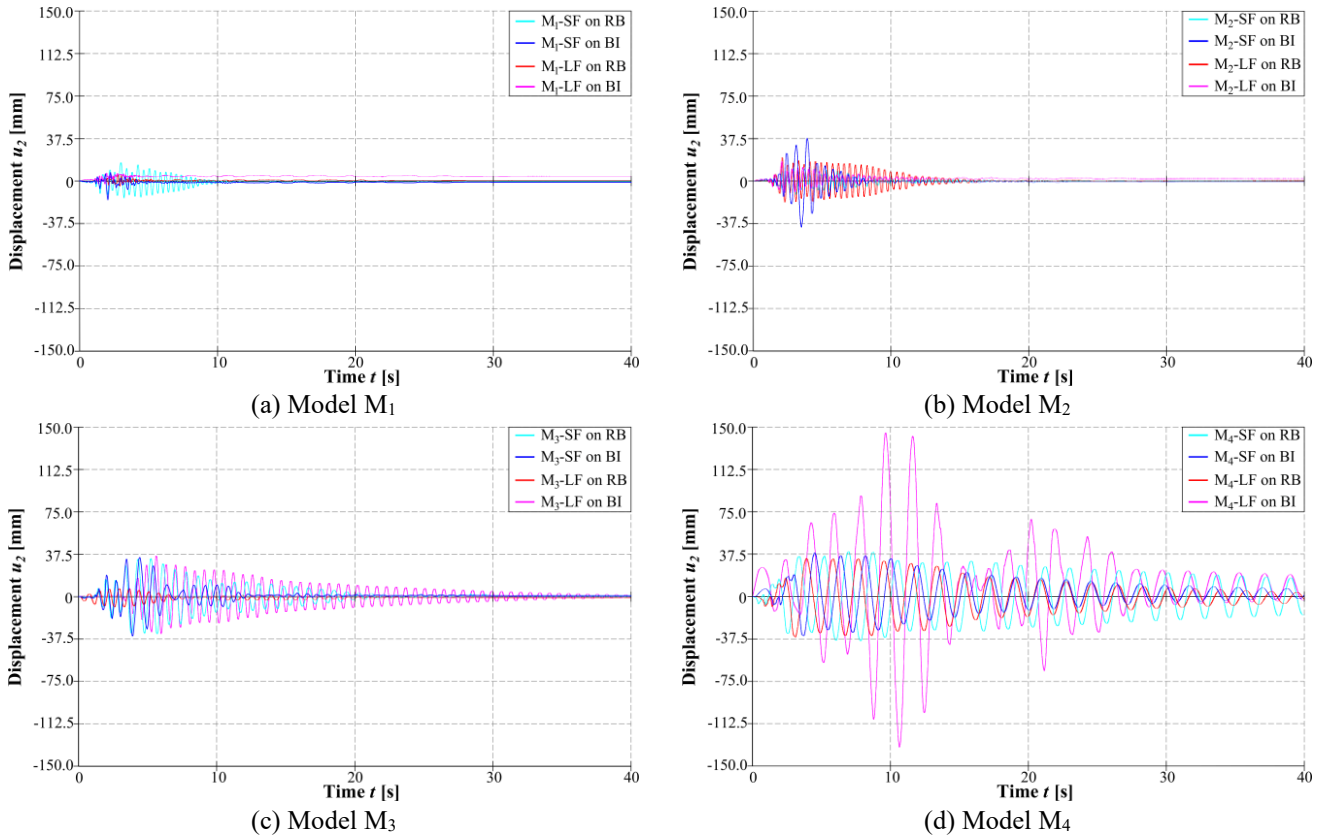 150.0
112.5
75.0
37.5
0
-37.5
-75.0
-112.5
-150.0
Displacement u₂ [mm]
M₁-SF on RB
M₁-SF on BI
M₁-LF on RB
M₁-LF on BI
0 10 20 30 40
Time t [s]
(a) Model M₁
150.0
112.5
75.0
37.5
0
-37.5
-75.0
-112.5
-150.0
Displacement u₂ [mm]
M₂-SF on RB
M₂-SF on BI
M₂-LF on RB
M₂-LF on BI
0 10 20 30 40
Time t [s]
(b) Model M₂
150.0
112.5
75.0
37.5
0
-37.5
-75.0
-112.5
-150.0
Displacement u₂ [mm]
M₃-SF on RB
M₃-SF on BI
M₃-LF on RB
M₃-LF on BI
0 10 20 30 40
Time t [s]
(c) Model M₃
150.0
112.5
75.0
37.5
0
-37.5
-75.0
-112.5
-150.0
Displacement u₂ [mm]
M₄-SF on RB
M₄-SF on BI
M₄-LF on RB
M₄-LF on BI
0 10 20 30 40
Time t [s]
(d) Model M₄